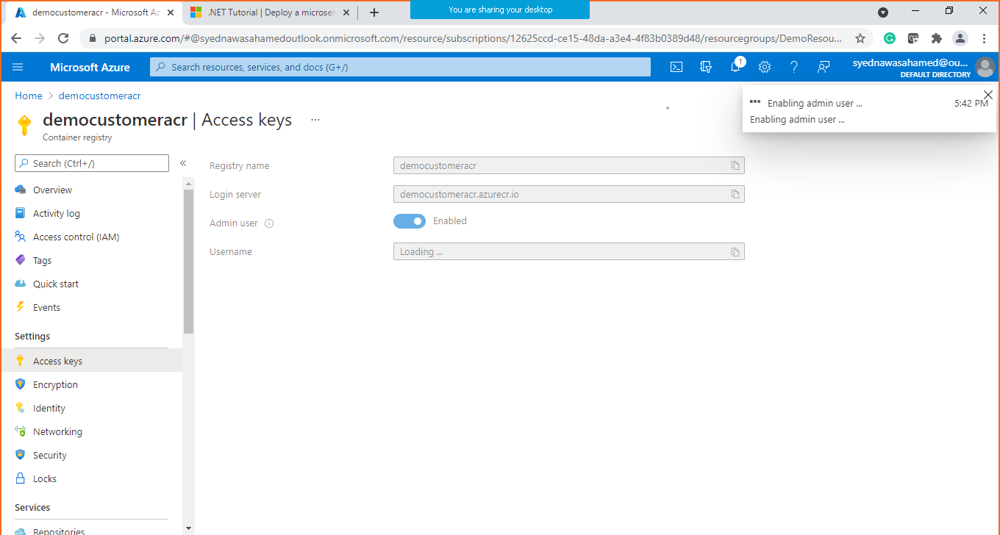 You are sharing your desktop
democustomeracr - Microsoft Az
.NET Tutorial | Deploy a microser
portal.azure.com/#@syednawasahamedoutlook.onmicrosoft.com/resource/subscriptions/12625ccd-ce15-48da-a3e4-4f83b0389d48/resourcegroups/DemoResou...
Microsoft Azure
Search resources, services, and docs (G+/)
1
syednawasahamed@ou...
DEFAULT DIRECTORY
Home > democustomeracr
Enabling admin user ...
5:42 PM
Enabling admin user ...
democustomeracr | Access keys ...
Container registry
Search (Ctrl+/)
«
Overview
Activity log
Access control (IAM)
Tags
Quick start
Events
Settings
Access keys
Encryption
Identity
Networking
Security
Locks
Services
Repositories
Registry name
democustomeracr
Login server
democustomeracr.azurecr.io
Admin user
Enabled
Username
Loading ...